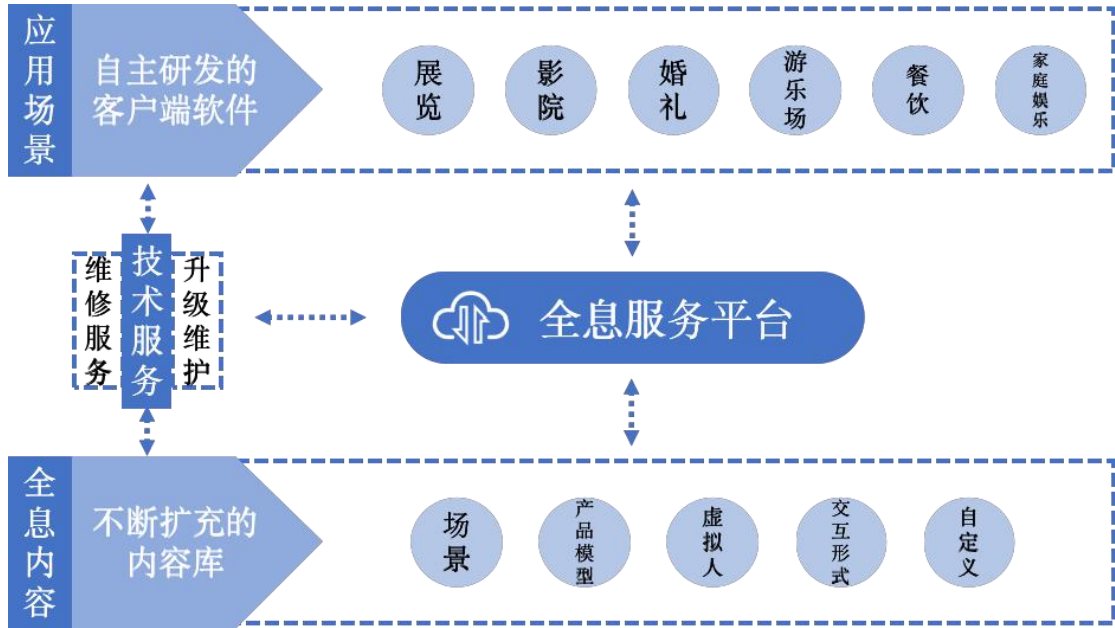 应用场景
自主研发的
客户端软件
展览
影院
婚礼
游乐场
餐饮
家庭娱乐
维修服务
技术服务
升级维护
全息服务平台
全息内容
不断扩充的
内容库
场景
产品模型
虚拟人
交互形式
自定义